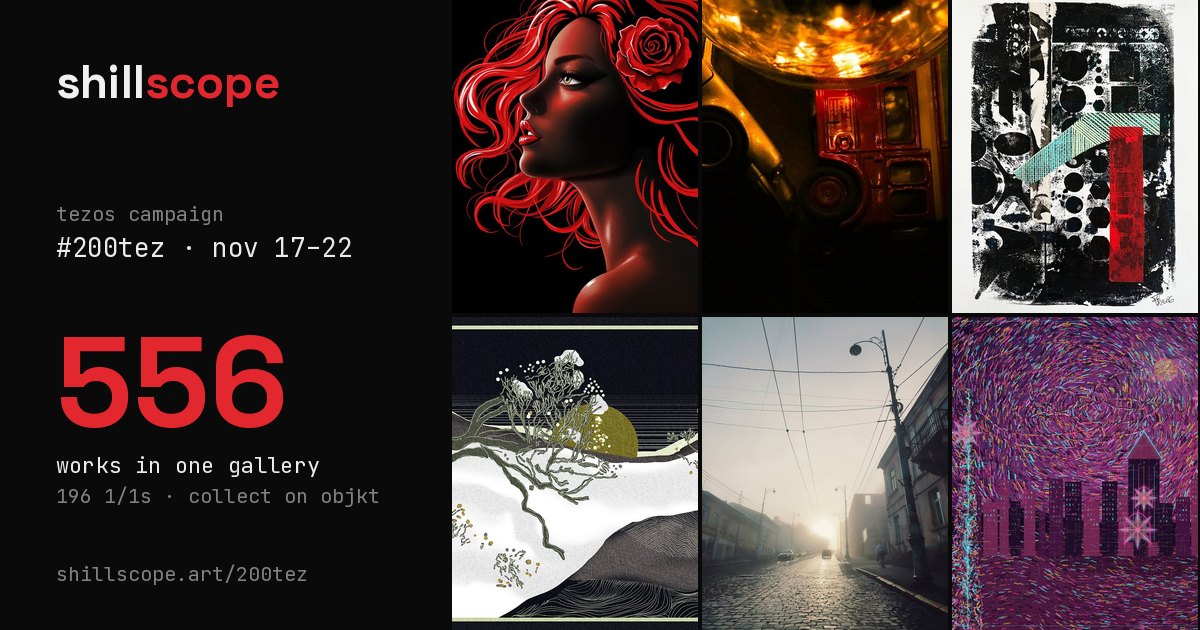 shillscope
tezos campaign
#200tez · nov 17–22
556
works in one gallery
196 1/1s · collect on objkt
shillscope.art/200tez